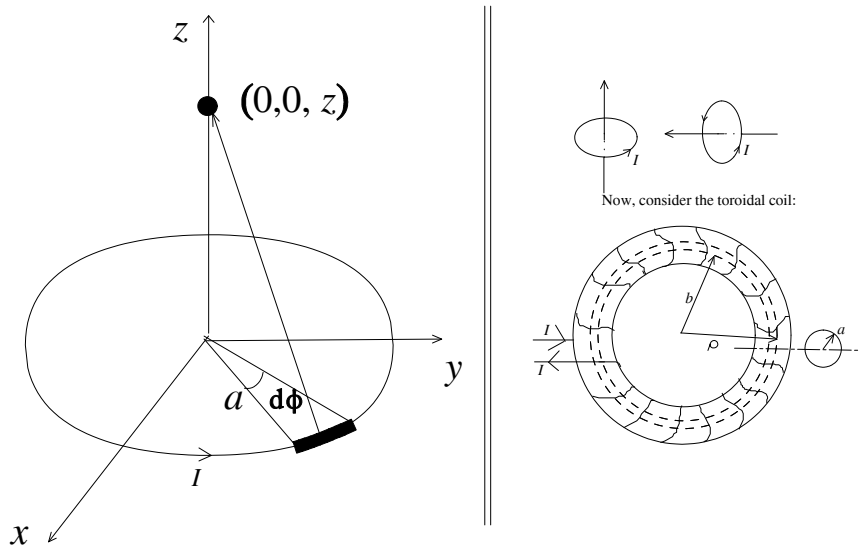 z
(0,0, z)
y
a
dϕ
I
x
I
I
Now, consider the toroidal coil:
b
ρ
a
I
I